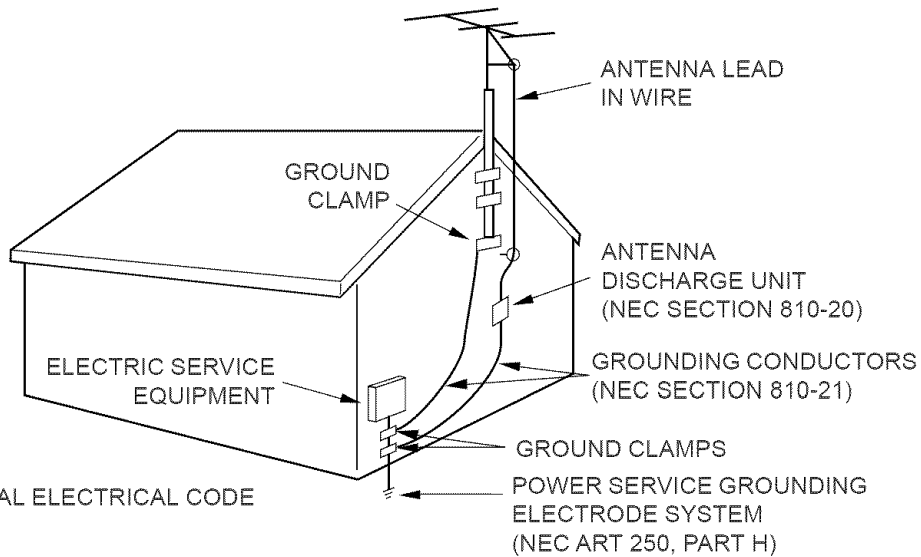 ANTENNA LEAD
IN WIRE
GROUND
CLAMP
ANTENNA
DISCHARGE UNIT
(NEC SECTION 810-20)
ELECTRIC SERVICE
EQUIPMENT
GROUNDING CONDUCTORS
(NEC SECTION 810-21)
GROUND CLAMPS
AL ELECTRICAL CODE
POWER SERVICE GROUNDING
ELECTRODE SYSTEM
(NEC ART 250, PART H)